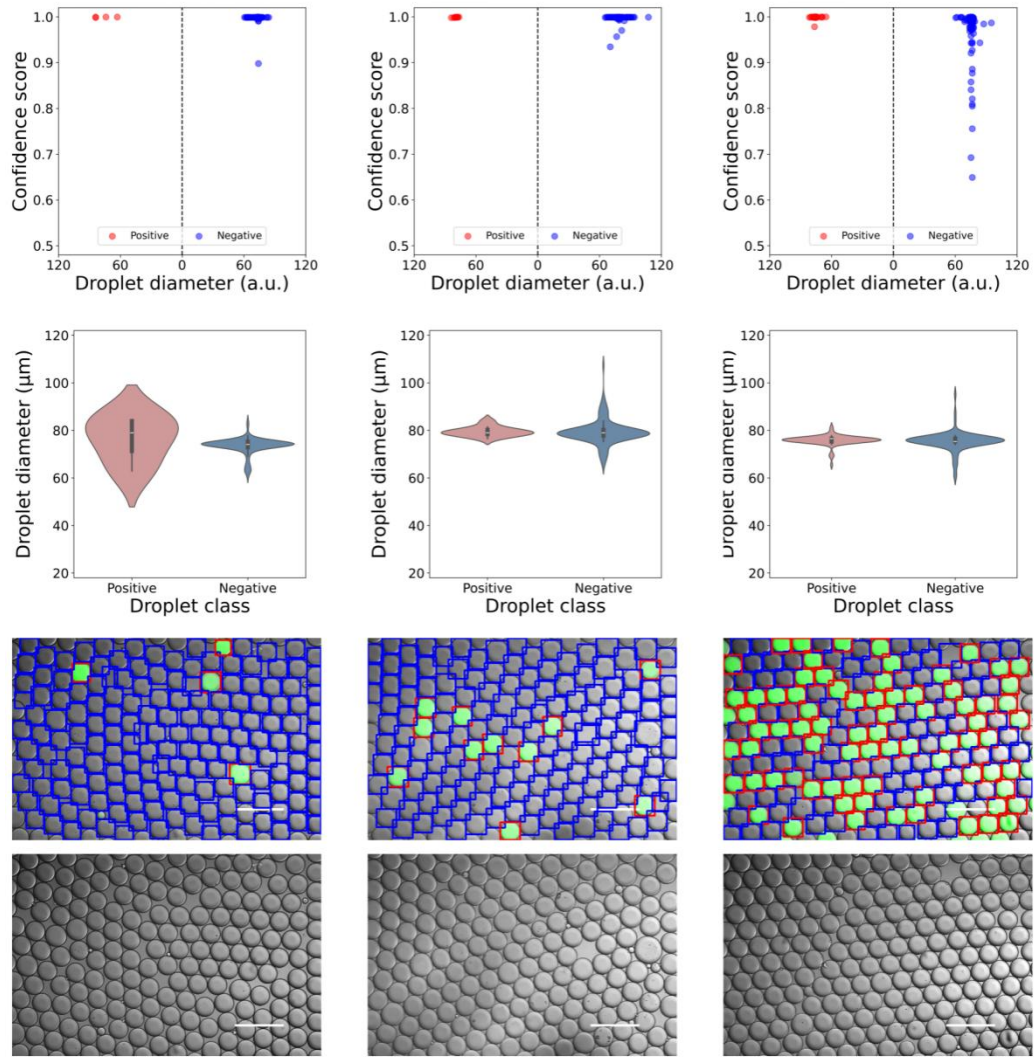 1.0
0.9
0.8
0.7
0.6
0.5
Confidence score
Positive
Negative
120
60
0
60
120
Droplet diameter (a.u.)
1.0
0.9
0.8
0.7
0.6
0.5
Confidence score
Positive
Negative
120
60
0
60
120
Droplet diameter (a.u.)
1.0
0.9
0.8
0.7
0.6
0.5
Confidence score
Positive
Negative
120
60
0
60
120
Droplet diameter (a.u.)
120
100
80
60
40
20
Droplet diameter (μm)
Positive
Negative
Droplet class
120
100
80
60
40
20
Droplet diameter (μm)
Positive
Negative
Droplet class
120
100
80
60
40
20
Droplet diameter (μm)
Positive
Negative
Droplet class